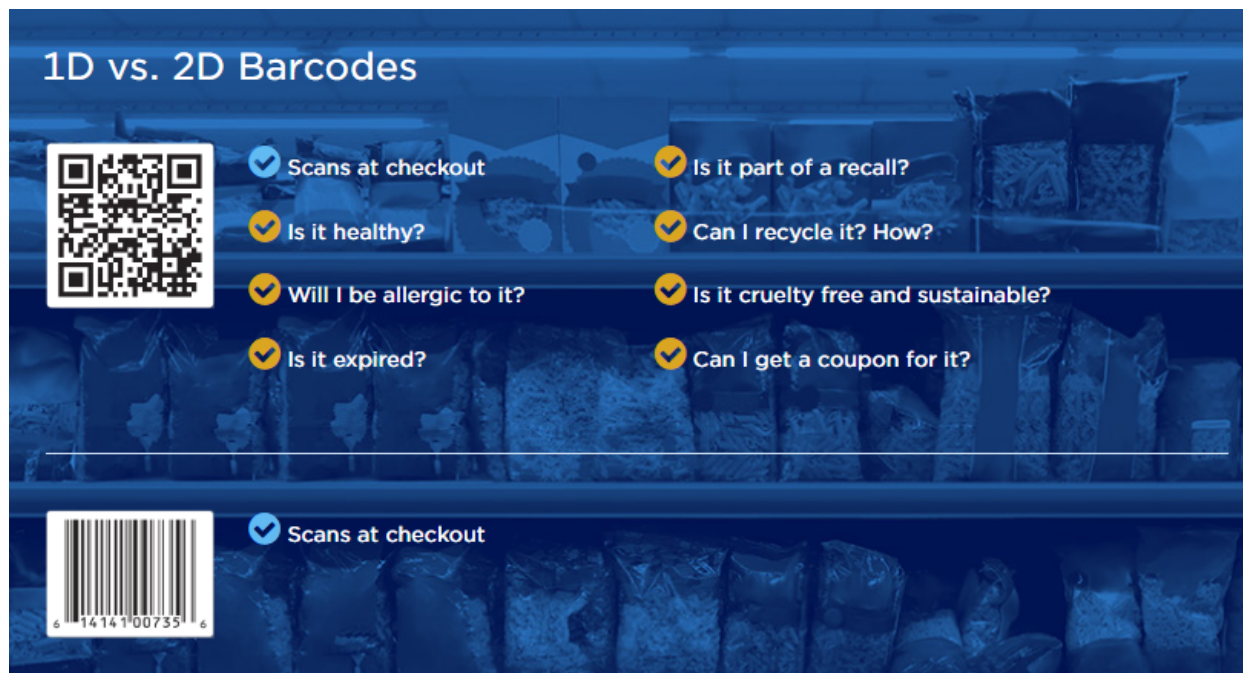 1D vs. 2D Barcodes
Scans at checkout
Is it healthy?
Will I be allergic to it?
Is it expired?
Is it part of a recall?
Can I recycle it? How?
Is it cruelty free and sustainable?
Can I get a coupon for it?
Scans at checkout
6 14141 00735 6